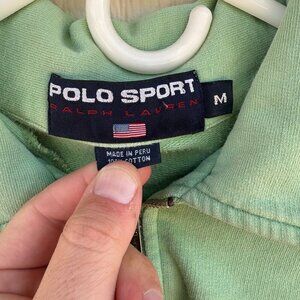 POLO SPORT
RALPH LAUREN
M
MADE IN PERU
100% COTTON